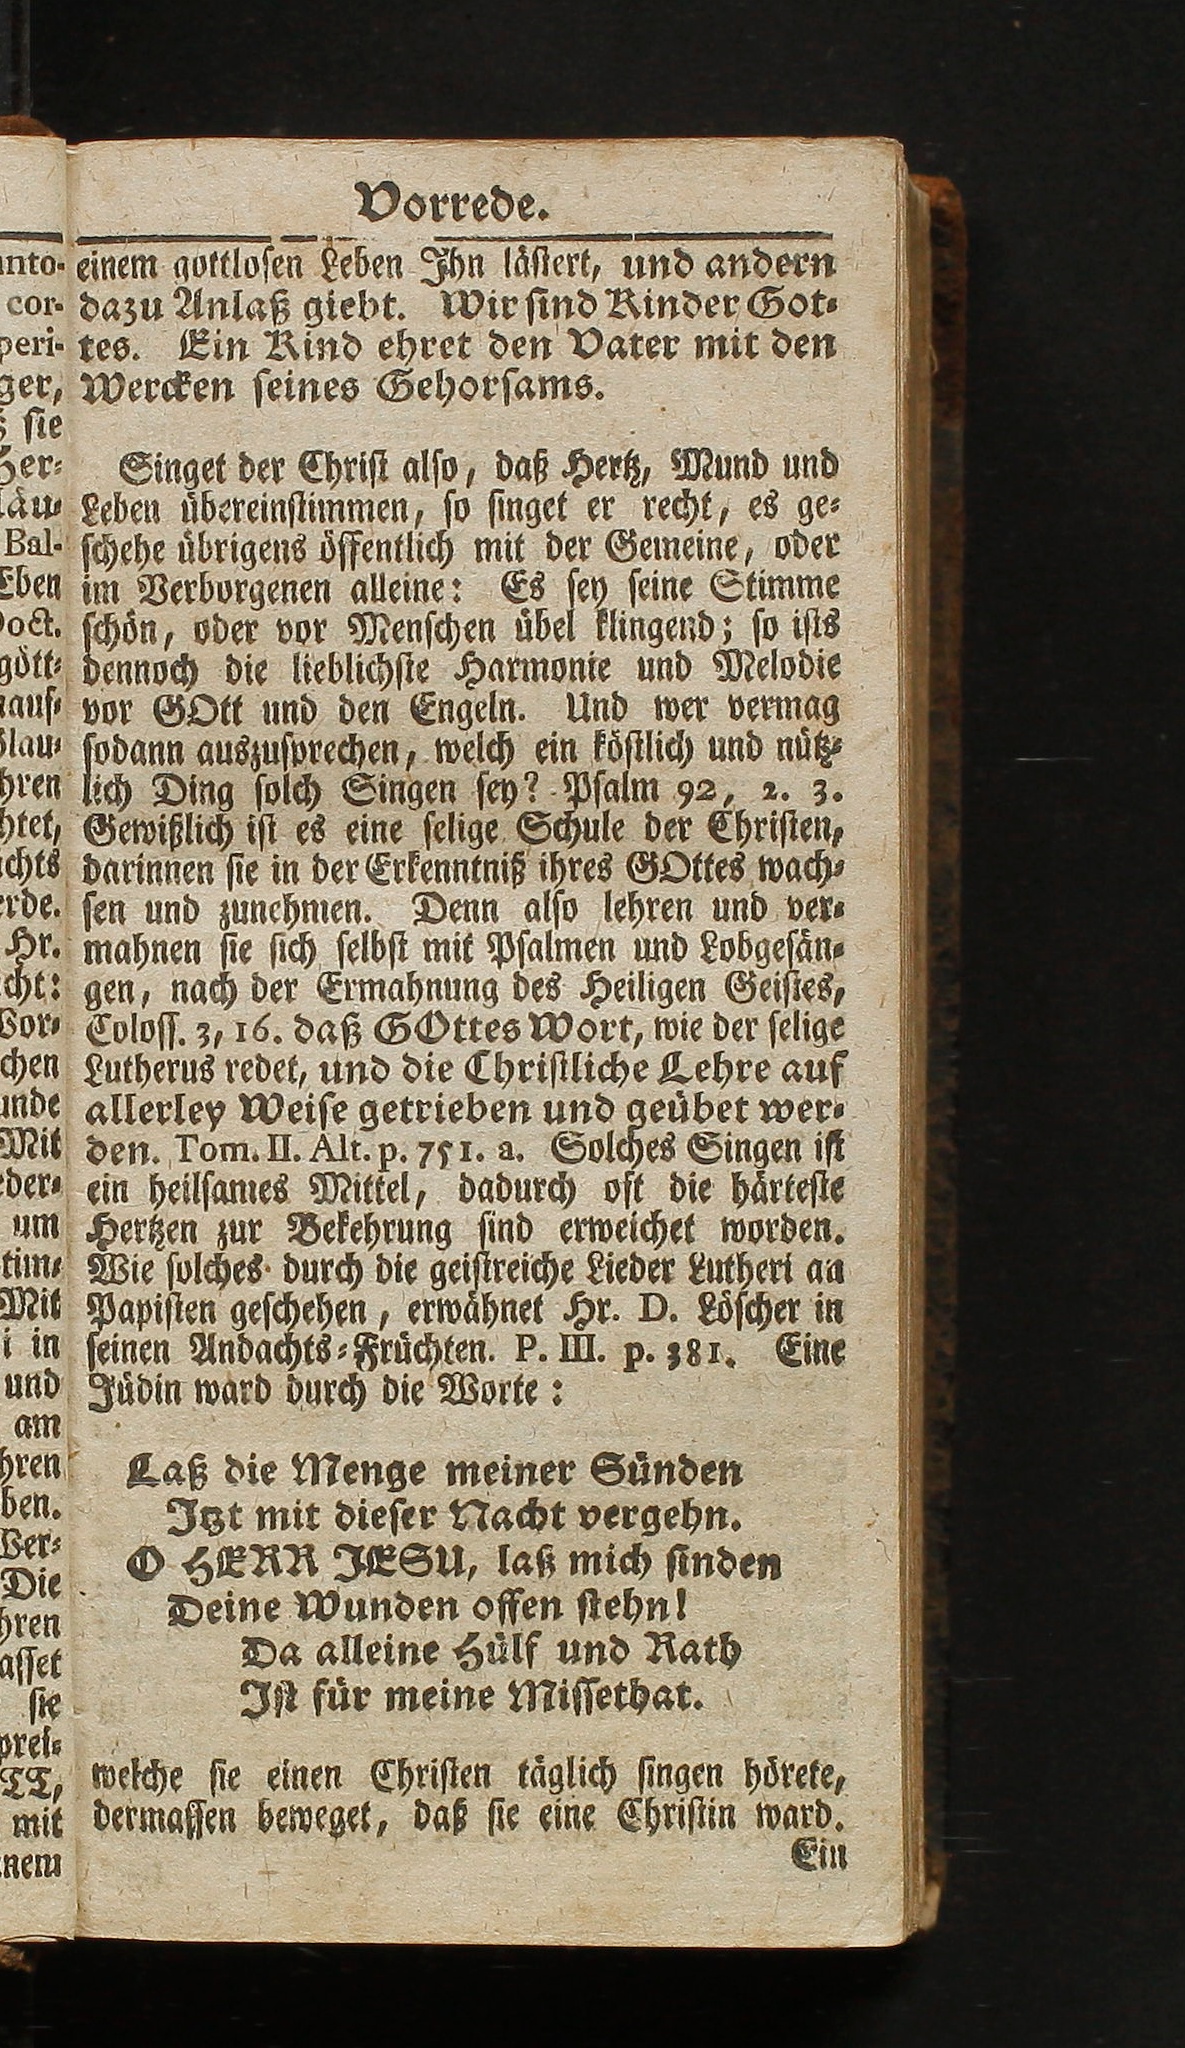 Vorrede.
einem gottlosen Leben Ihn lästert, und andern
dazu Anlaß giebt. Wir sind Kinder Got-
tes. Ein Kind ehret den Vater mit den
Wercken seines Gehorsams.
Singet der Christ also, daß Hertz, Mund und
Leben übereinstimmen, so singet er recht, es ge-
schehe übrigens öffentlich mit der Gemeine, oder
im Verborgenen alleine: Es sey seine Stimme
schön, oder vor Menschen übel klingend; so ists
dennoch die lieblichste Harmonie und Melodie
vor GOtt und den Engeln. Und wer vermag
sodann auszusprechen, welch ein köstlich und nütz-
lich Ding solch Singen sey? Psalm 92, 2. 3.
Gewißlich ist es eine selige Schule der Christen,
darinnen sie in der Erkenntniß ihres GOttes wach-
sen und zunehmen. Denn also lehren und ver-
mahnen sie sich selbst mit Psalmen und Lobgesän-
gen, nach der Ermahnung des Heiligen Geistes,
Coloss. 3, 16. daß GOttes Wort, wie der selige
Lutherus redet, und die Christliche Lehre auf
allerley Weise getrieben und geübet wer-
den. Tom. II. Alt. p. 751. a. Solches Singen ist
ein heilsames Mittel, dadurch oft die härteste
Hertzen zur Bekehrung sind erweichet worden.
Wie solches durch die geistreiche Lieder Lutheri an
Papisten geschehen, erwähnet Hr. D. Löscher in
seinen Andachts-Früchten. P. III. p. 381. Eine
Jüdin ward durch die Worte:
Laß die Menge meiner Sünden
Itzt mit dieser Nacht vergehn.
O HERR JESU, laß mich finden
Deine Wunden offen stehn!
Da alleine Hülf und Rath
Ist für meine Missethat.
welche sie einen Christen täglich singen hörete,
dermassen beweget, daß sie eine Christin ward.
Ein